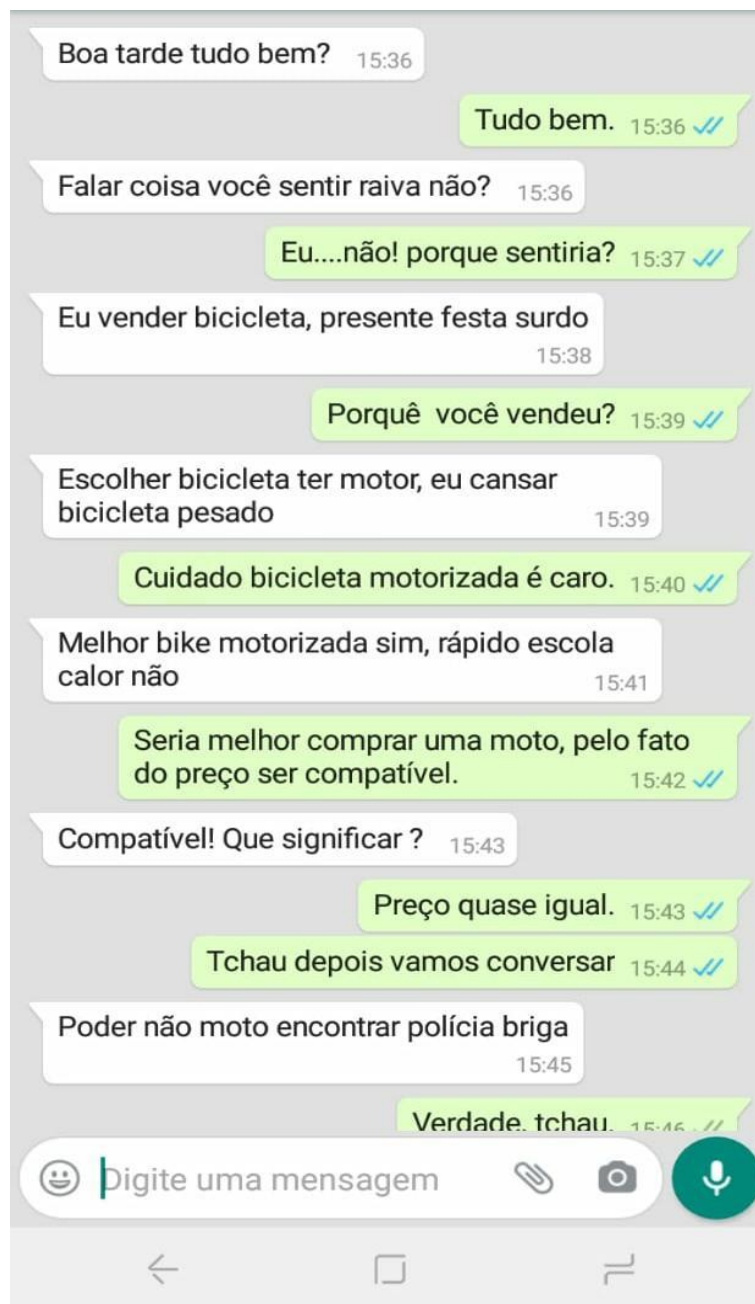 Boa tarde tudo bem? 15:36
Tudo bem. 15:36
Falar coisa você sentir raiva não? 15:36
Eu....não! porque sentiria? 15:37
Eu vender bicicleta, presente festa surdo
15:38
Porquê você vendeu? 15:39
Escolher bicicleta ter motor, eu cansar
bicicleta pesado 15:39
Cuidado bicicleta motorizada é caro. 15:40
Melhor bike motorizada sim, rápido escola
calor não 15:41
Seria melhor comprar uma moto, pelo fato
do preço ser compatível. 15:42
Compatível! Que significar ? 15:43
Preço quase igual. 15:43
Tchau depois vamos conversar 15:44
Poder não moto encontrar polícia briga
15:45
Verdade, tchau. 15:46
Digite uma mensagem